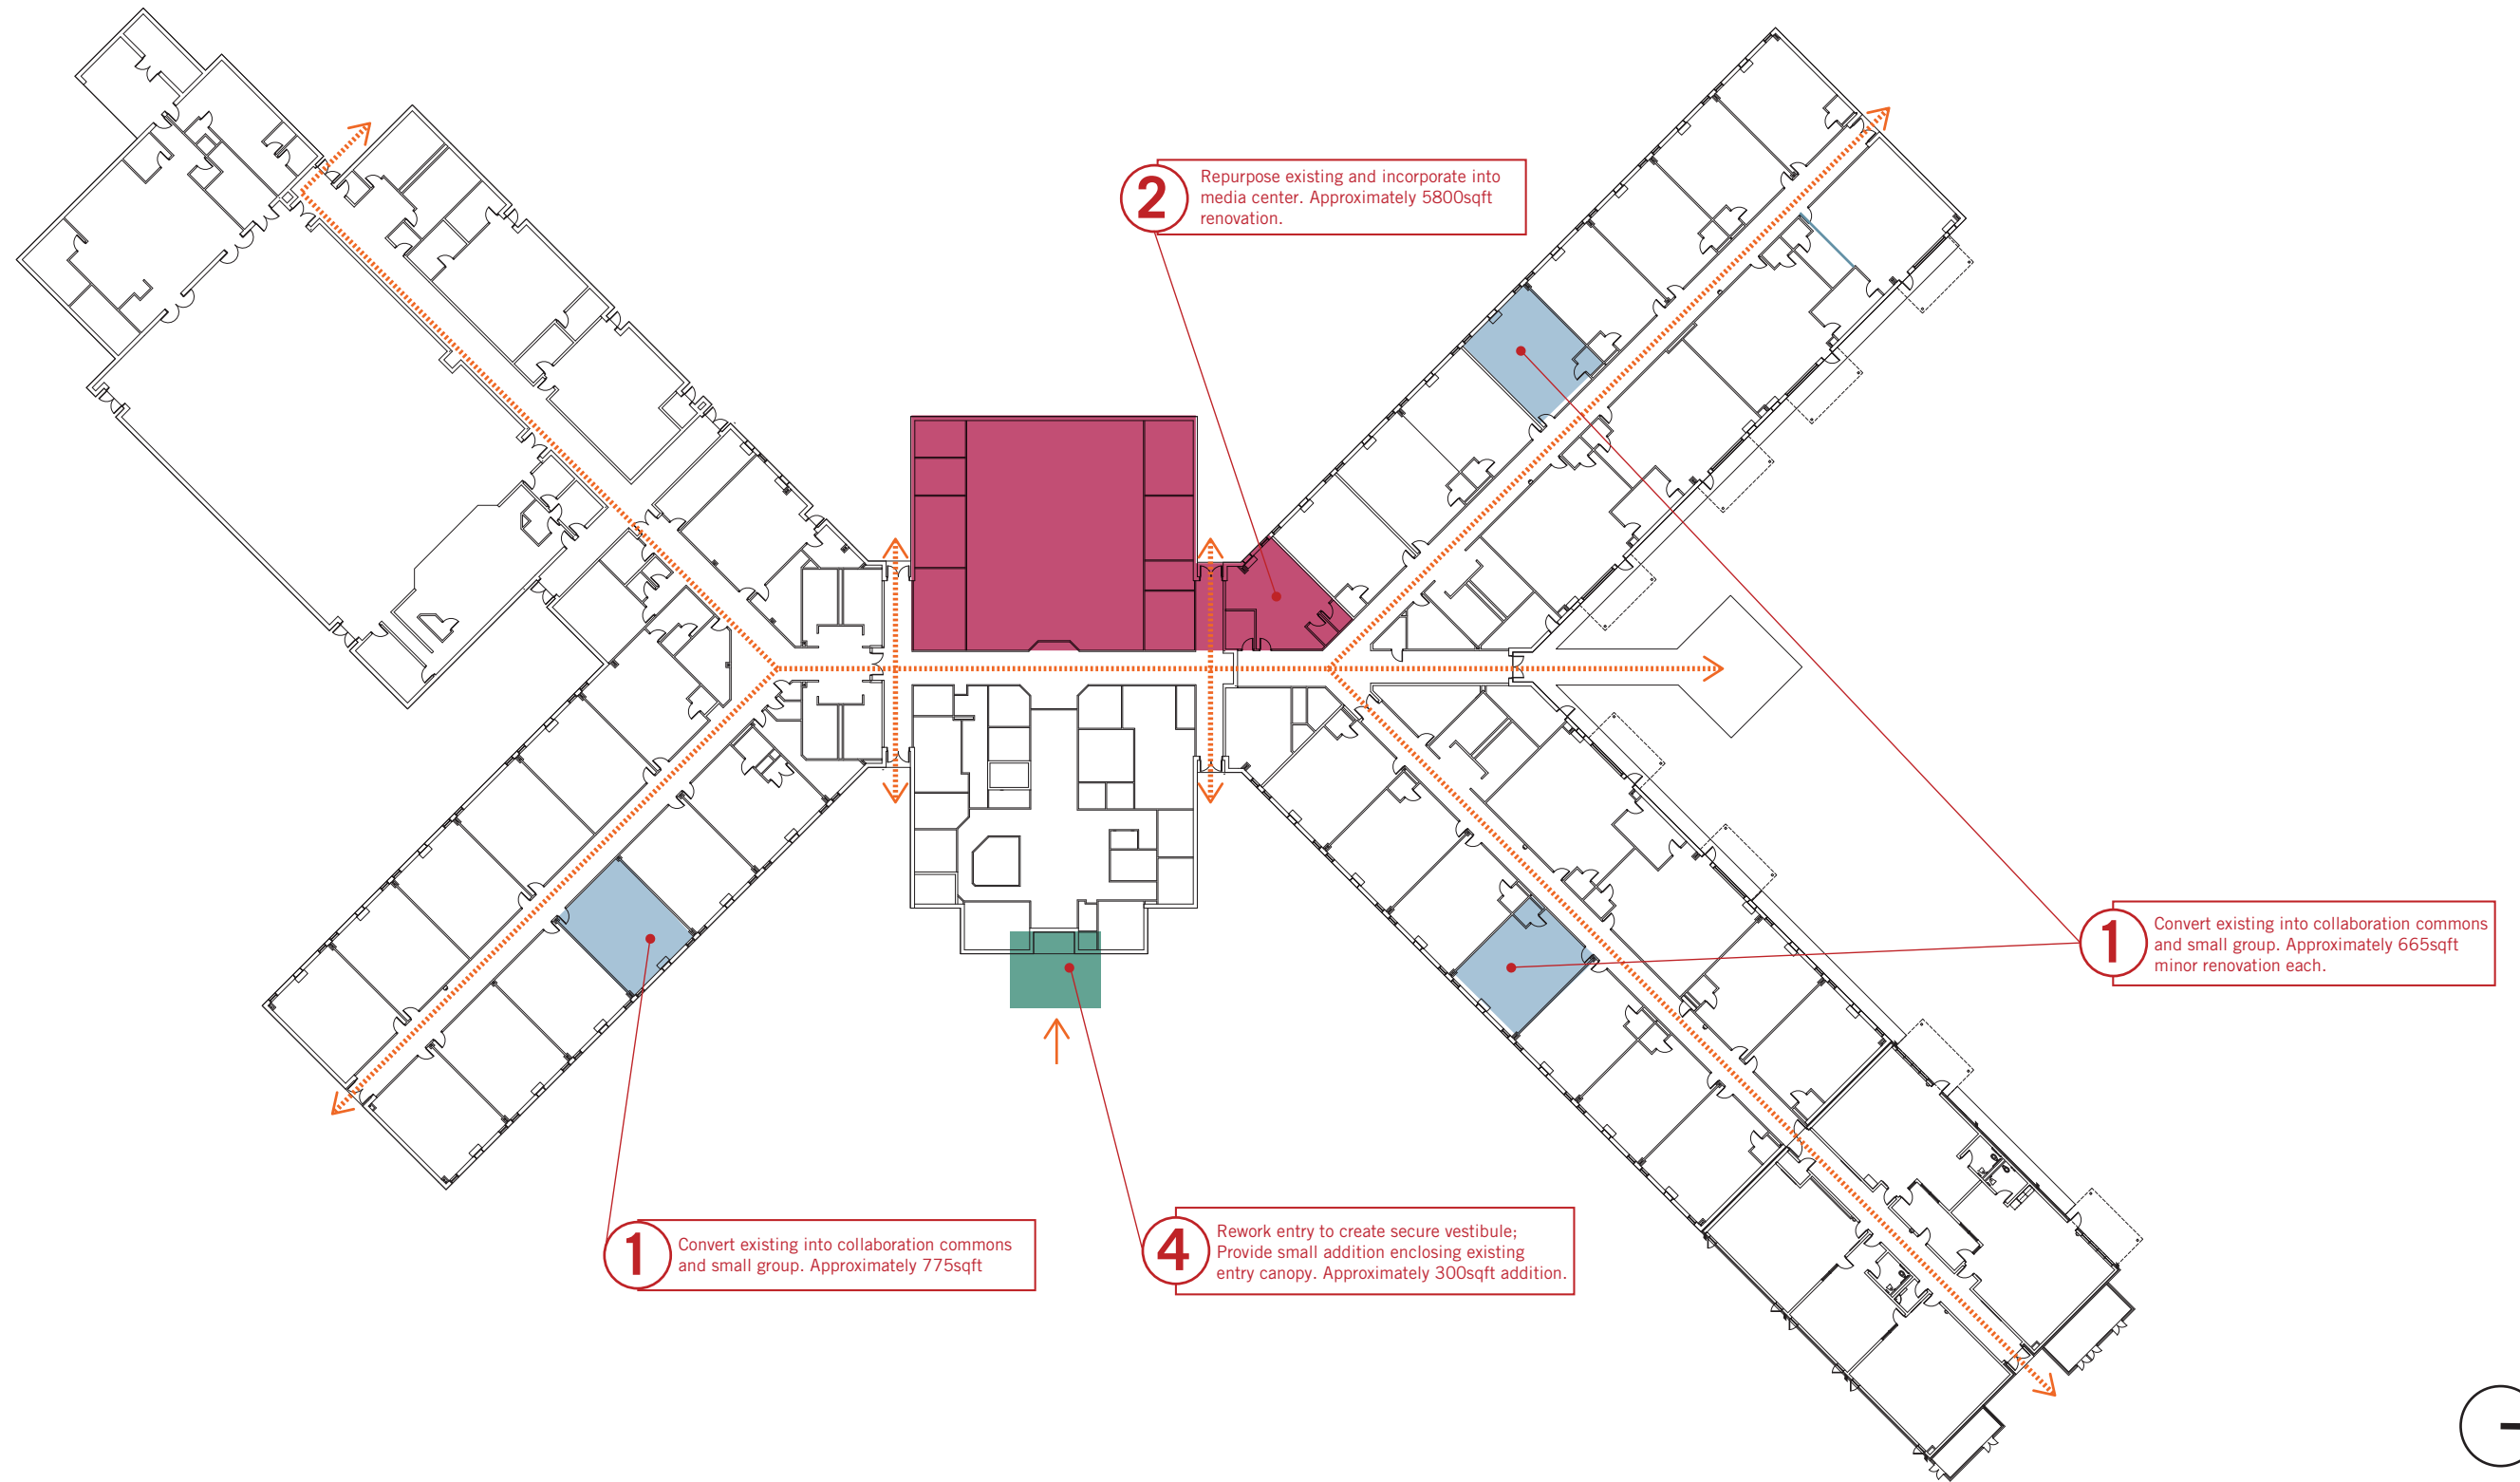 2
Repurpose existing and incorporate into
media center. Approximately 5800sqft
renovation.
1
Convert existing into collaboration commons
and small group. Approximately 665sqft
minor renovation each.
1
Convert existing into collaboration commons
and small group. Approximately 775sqft
4
Rework entry to create secure vestibule;
Provide small addition enclosing existing
entry canopy. Approximately 300sqft addition.